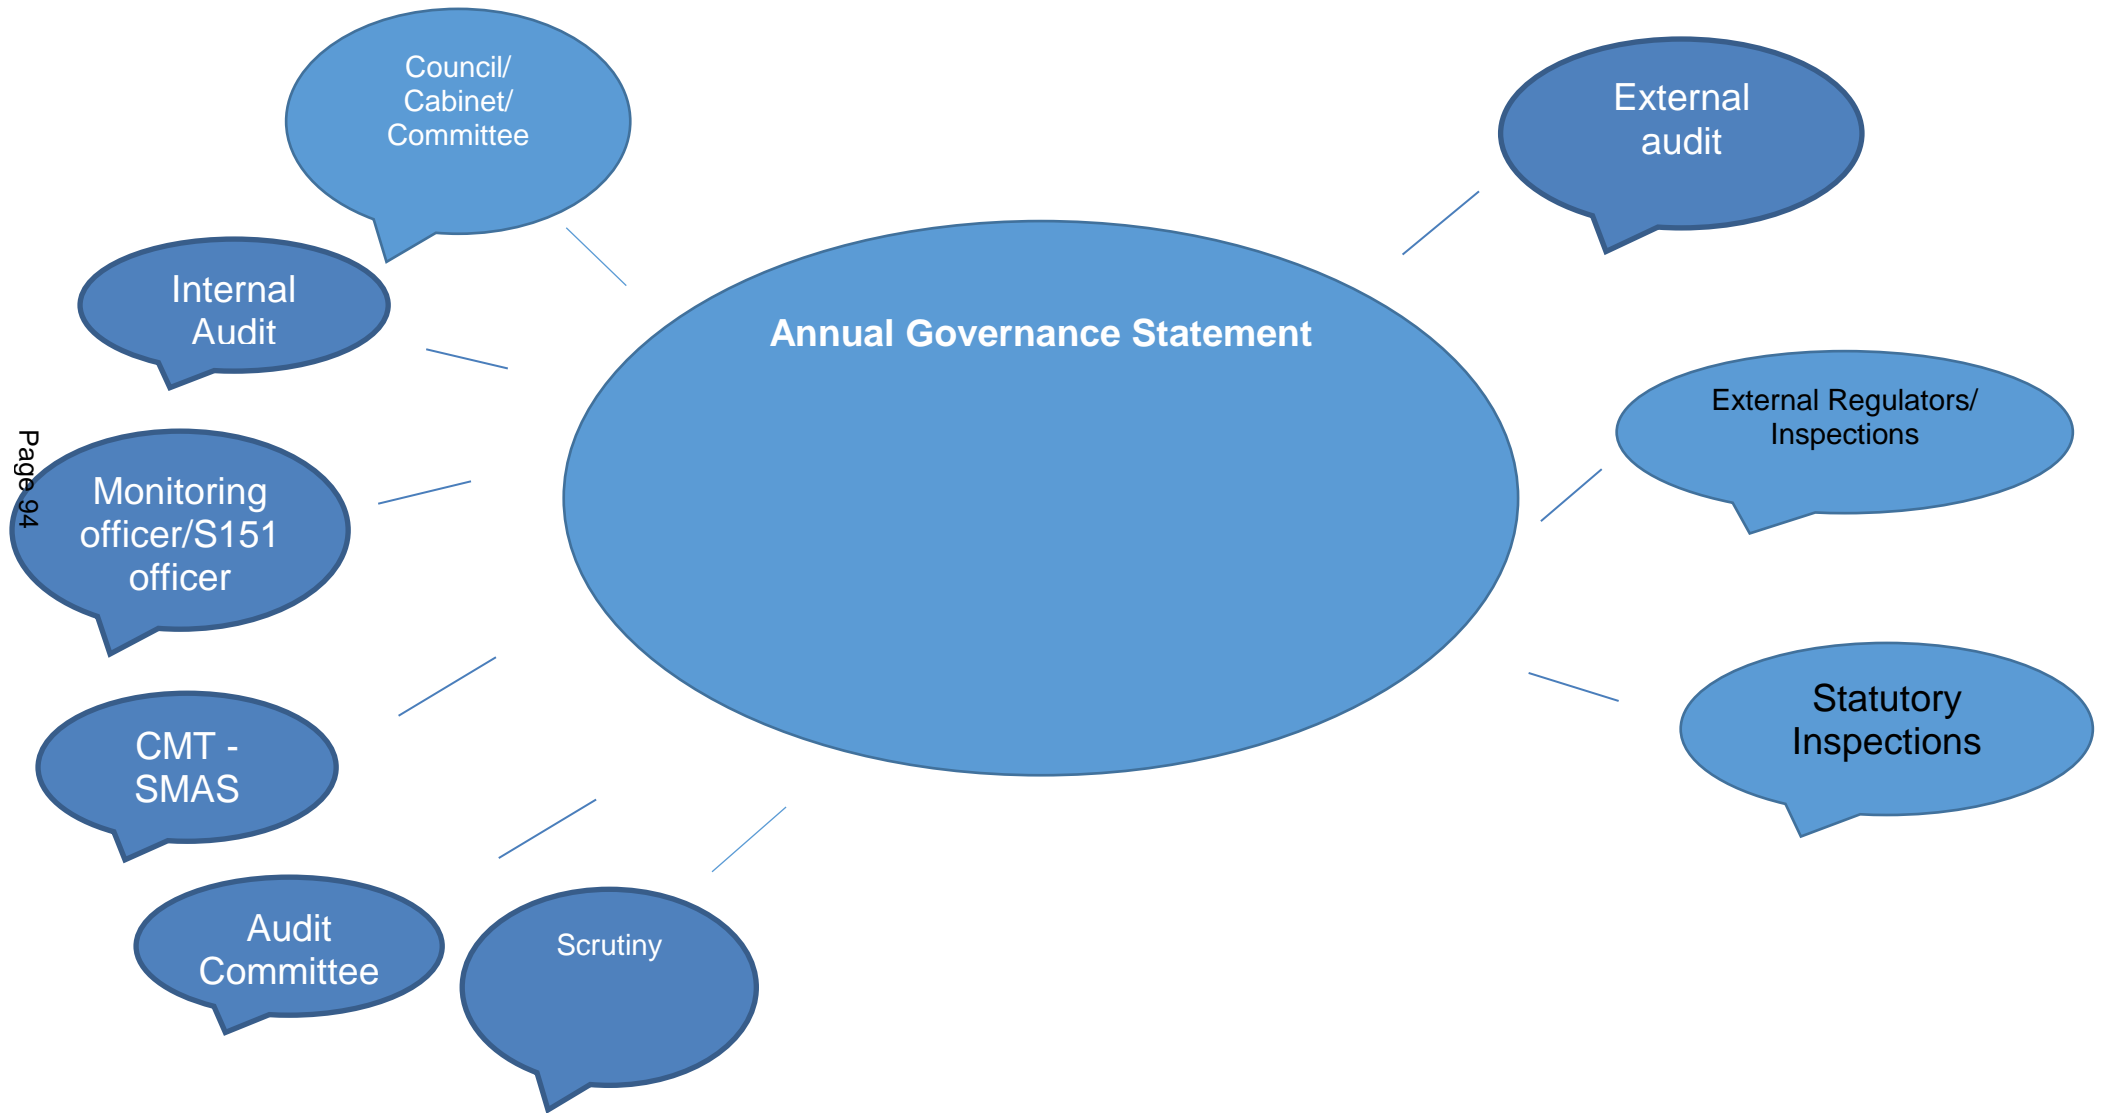 Council/
Cabinet/
Committee
External
audit
Internal
Audit
Annual Governance Statement
External Regulators/
Inspections
Page 94
Monitoring
officer/S151
officer
Statutory
Inspections
CMT -
SMAS
Audit
Committee
Scrutiny